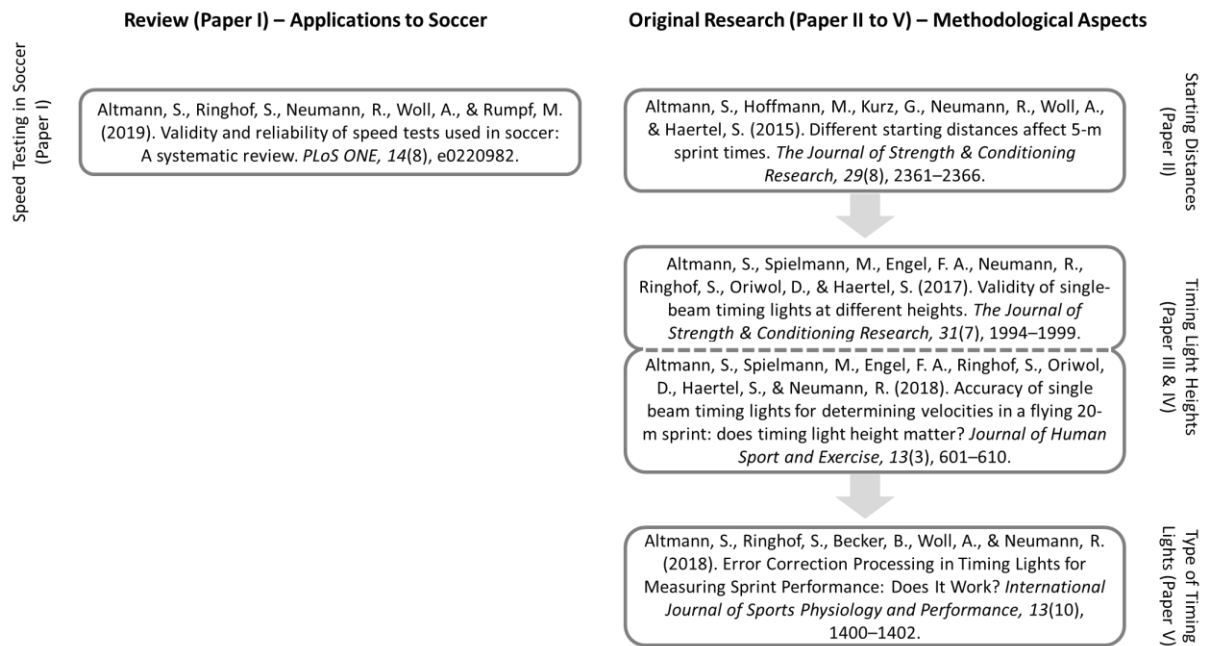 Review (Paper I) – Applications to Soccer
Speed Testing in Soccer
(Paper I)
Altmann, S., Ringhof, S., Neumann, R., Woll, A., & Rumpf, M.
(2019). Validity and reliability of speed tests used in soccer:
A systematic review. PLoS ONE, 14(8), e0220982.
Original Research (Paper II to V) – Methodological Aspects
Altmann, S., Hoffmann, M., Kurz, G., Neumann, R., Woll, A.,
& Haertel, S. (2015). Different starting distances affect 5-m
sprint times. The Journal of Strength & Conditioning
Research, 29(8), 2361–2366.
Starting Distances
(Paper II)
Altmann, S., Spielmann, M., Engel, F. A., Neumann, R.,
Ringhof, S., Oriwol, D., & Haertel, S. (2017). Validity of single-
beam timing lights at different heights. The Journal of
Strength & Conditioning Research, 31(7), 1994–1999.
Altmann, S., Spielmann, M., Engel, F. A., Ringhof, S., Oriwol,
D., Haertel, S., & Neumann, R. (2018). Accuracy of single
beam timing lights for determining velocities in a flying 20-
m sprint: does timing light height matter? Journal of Human
Sport and Exercise, 13(3), 601–610.
Timing Light Heights
(Paper III & IV)
Altmann, S., Ringhof, S., Becker, B., Woll, A., & Neumann, R.
(2018). Error Correction Processing in Timing Lights for
Measuring Sprint Performance: Does It Work? International
Journal of Sports Physiology and Performance, 13(10),
1400–1402.
Type of Timing
Lights (Paper V)